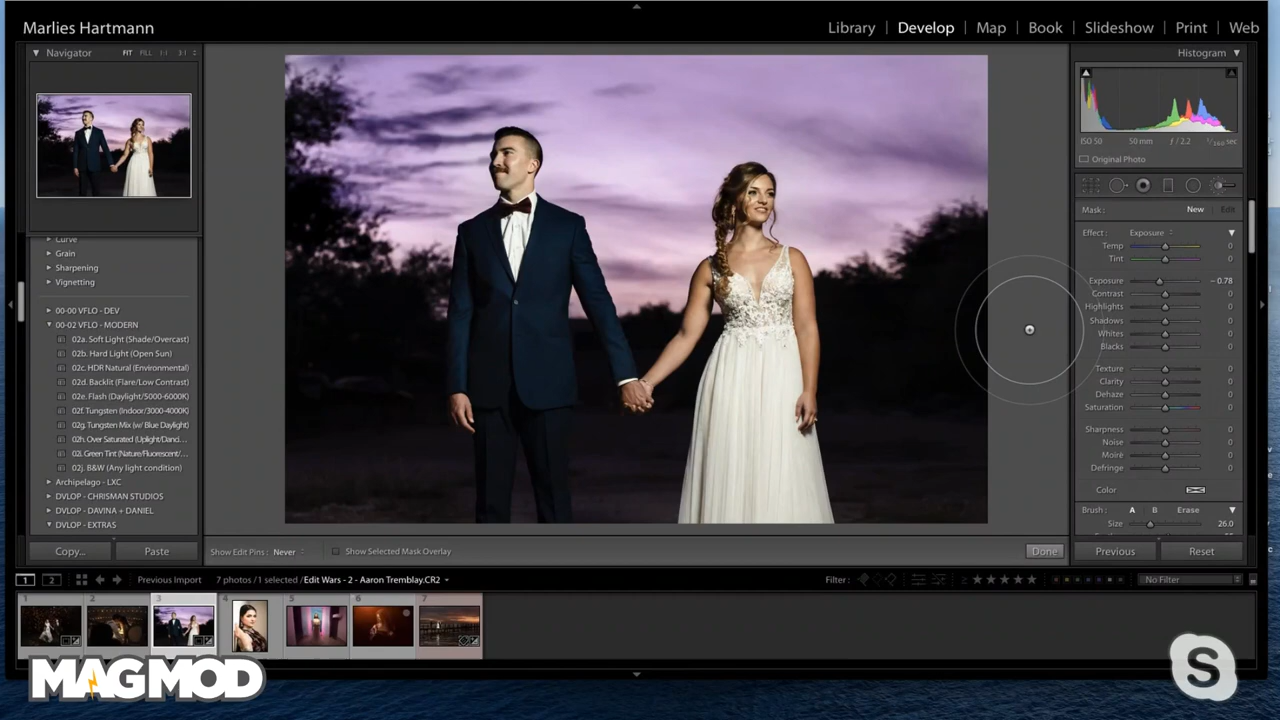 Marlies Hartmann
Library | Develop | Map | Book | Slideshow | Print | Web
Navigator FIT FILL 1:1 3:1
Histogram
ISO 50 50 mm ƒ / 2.2
Original Photo
Mask : New Edit
Effect : Exposure
Temp 0
Tint 0
Exposure – 0.78
Contrast 0
Highlights 0
Shadows 0
Whites 0
Blacks 0
Texture 0
Clarity 0
Dehaze 0
Saturation 0
Sharpness 0
Noise 0
Moiré 0
Defringe 0
Color
Brush : A B Erase
Size 26.0
Previous Reset
Curve
Grain
Sharpening
Vignetting
00-00 VFLO - DEV
00-02 VFLO - MODERN
02a. Soft Light (Shade/Overcast)
02b. Hard Light (Open Sun)
02c. HDR Natural (Environmental)
02d. Backlit (Flare/Low Contrast)
02e. Flash (Daylight/5000-6000K)
02f. Tungsten (Indoor/3000-4000K)
02g. Tungsten Mix (w/ Blue Daylight)
02h. Over Saturated (Uplight/Danci...
02i. Green Tint (Nature/Fluorescent/...
02j. B&W (Any light condition)
Archipelago - LXC
DVLOP - CHRISMAN STUDIOS
DVLOP - DAVINA + DANIEL
DVLOP - EXTRAS
Copy... Paste
Show Edit Pins : Never Show Selected Mask Overlay Done
1 2 Previous Import 7 photos / 1 selected / Edit Wars - 2 - Aaron Tremblay.CR2 Filter : No Filter
1 2 3 4 5 6 7
MAGMOD
S